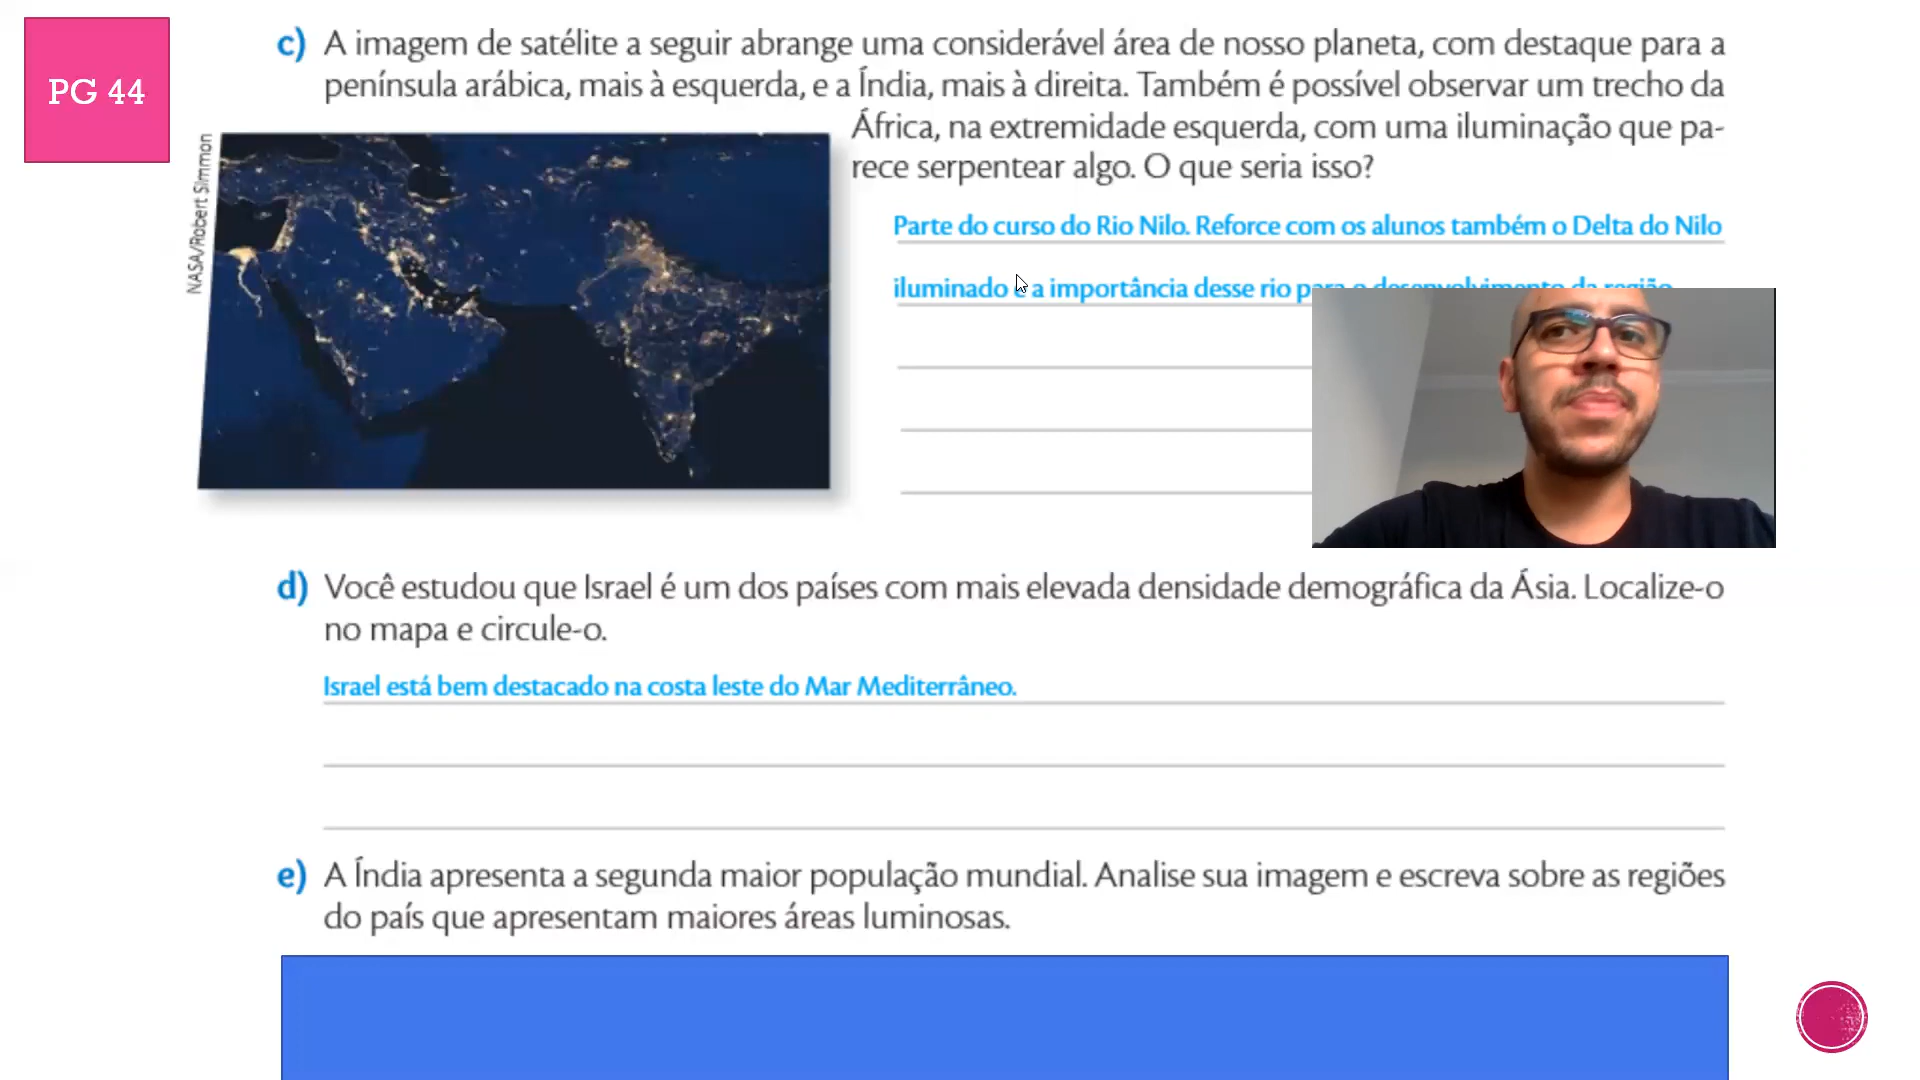 PG 44
c) A imagem de satélite a seguir abrange uma considerável área de nosso planeta, com destaque para a
península arábica, mais à esquerda, e a Índia, mais à direita. Também é possível observar um trecho da
África, na extremidade esquerda, com uma iluminação que pa-
rece serpentear algo. O que seria isso?
NASA/Robert Simmon
Parte do curso do Rio Nilo. Reforce com os alunos também o Delta do Nilo
iluminado e a importância desse rio para o desenvolvimento da região.
d) Você estudou que Israel é um dos países com mais elevada densidade demográfica da Ásia. Localize-o
no mapa e circule-o.
Israel está bem destacado na costa leste do Mar Mediterrâneo.
e) A Índia apresenta a segunda maior população mundial. Analise sua imagem e escreva sobre as regiões
do país que apresentam maiores áreas luminosas.